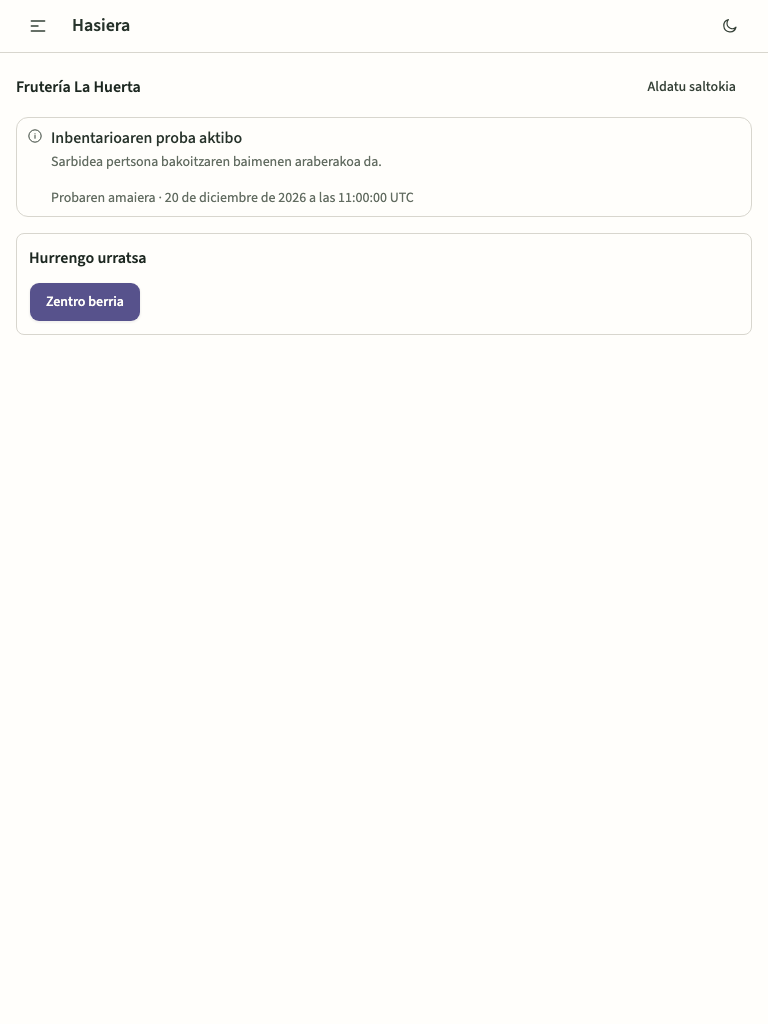 Hasiera
Frutería La Huerta
Aldatu saltokia
Inbentarioaren proba aktibo
Sarbidea pertsona bakoitzaren baimenen araberakoa da.
Probaren amaiera · 20 de diciembre de 2026 a las 11:00:00 UTC
Hurrengo urratsa
Zentro berria